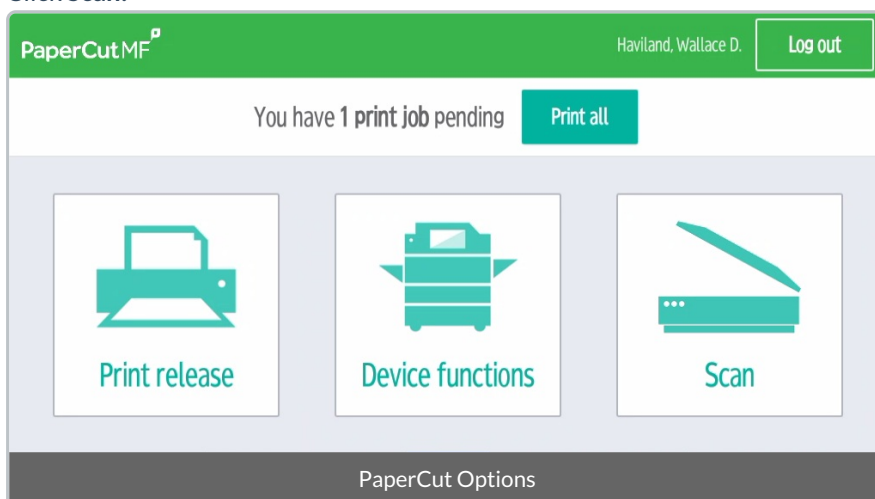 PaperCut MF
Haviland, Wallace D. Log out
You have 1 print job pending Print all
Print release Device functions Scan
PaperCut Options